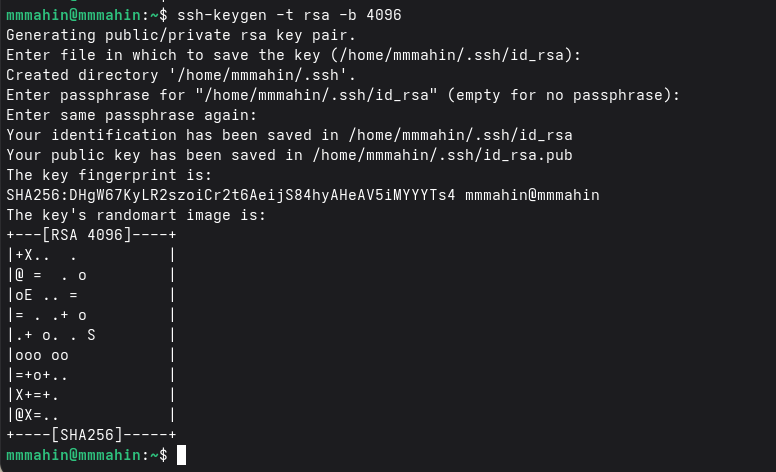 mmmahin@mmmahin:~$ ssh-keygen -t rsa -b 4096
Generating public/private rsa key pair.
Enter file in which to save the key (/home/mmmahin/.ssh/id_rsa):
Created directory '/home/mmmahin/.ssh'.
Enter passphrase for "/home/mmmahin/.ssh/id_rsa" (empty for no passphrase):
Enter same passphrase again:
Your identification has been saved in /home/mmmahin/.ssh/id_rsa
Your public key has been saved in /home/mmmahin/.ssh/id_rsa.pub
The key fingerprint is:
SHA256:DHgW67KyLR2szoiCr2t6AeijS84hyAHeAV5iMYYYTs4 mmmahin@mmmahin
The key's randomart image is:
+---[RSA 4096]----+
|+X..  .          |
|@ =  . o         |
|oE .. =          |
|= . .+ o         |
|.+ o. . S        |
|ooo oo           |
|=+o+..           |
|X+=+.            |
|@X=..            |
+----[SHA256]-----+
mmmahin@mmmahin:~$